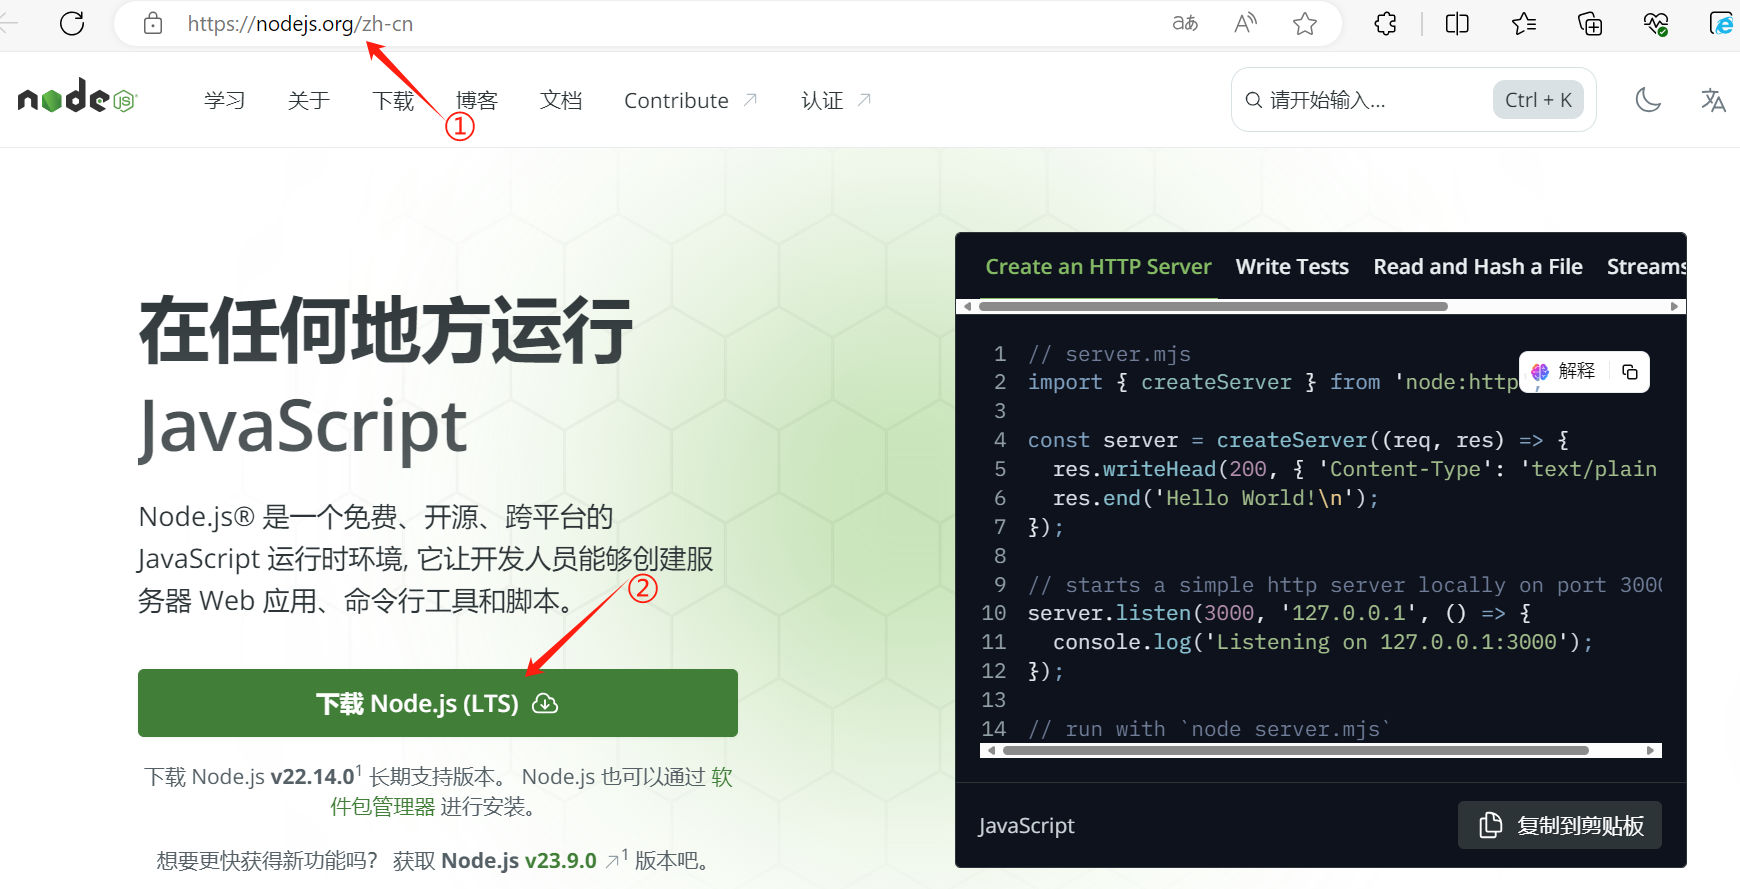 https://nodejs.org/zh-cn
aあ
A
node
JS
学习
关于
下载
博客
文档
Contribute
认证
请开始输入...
Ctrl + K
①
在任何地方运行
JavaScript
Node.js® 是一个免费、开源、跨平台的
JavaScript 运行时环境, 它让开发人员能够创建服
务器 Web 应用、命令行工具和脚本。
②
下载 Node.js (LTS)
下载 Node.js v22.14.0¹ 长期支持版本。 Node.js 也可以通过 软
件包管理器 进行安装。
想要更快获得新功能吗？ 获取 Node.js v23.9.0 ↗¹ 版本吧。
Create an HTTP Server
Write Tests
Read and Hash a File
Streams
解释
1 // server.mjs
2 import { createServer } from 'node:http
3
4 const server = createServer((req, res) => {
5 res.writeHead(200, { 'Content-Type': 'text/plain
6 res.end('Hello World!\n');
7 });
8
9 // starts a simple http server locally on port 3000
10 server.listen(3000, '127.0.0.1', () => {
11 console.log('Listening on 127.0.0.1:3000');
12 });
13
14 // run with `node server.mjs`
JavaScript
复制到剪贴板